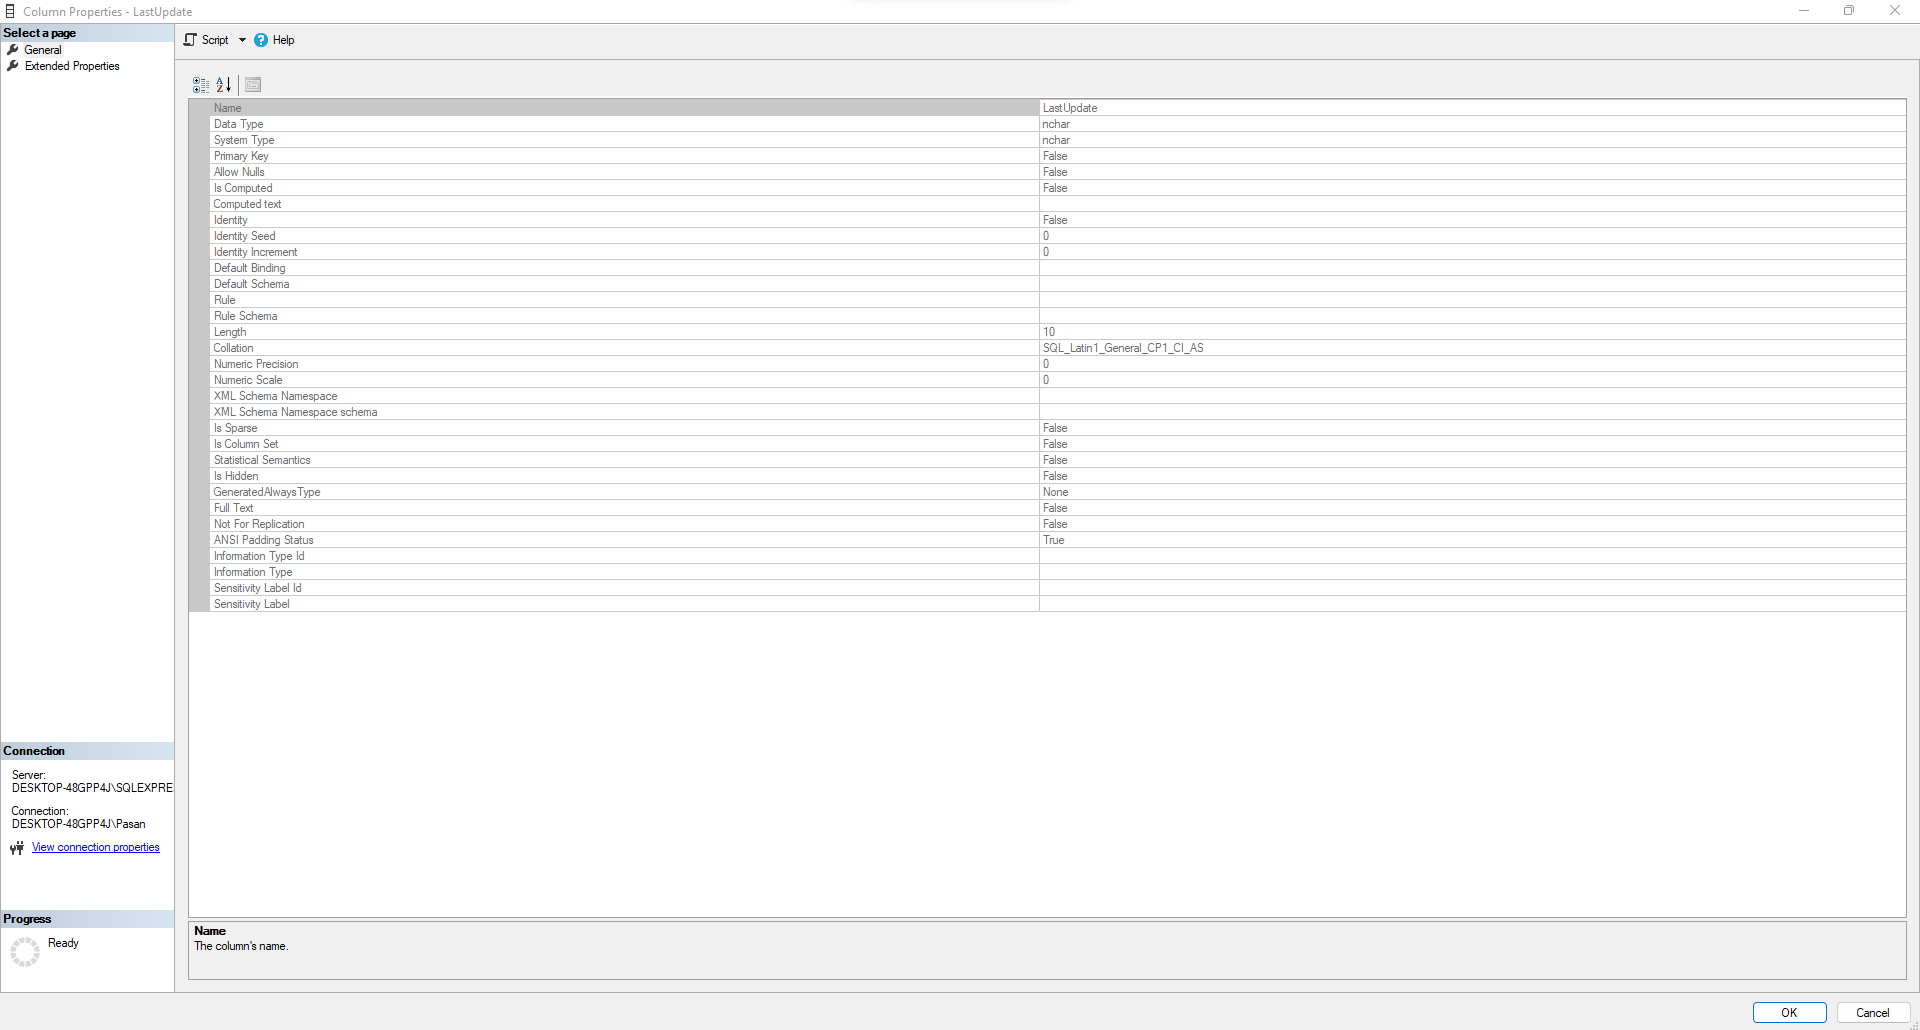 Column Properties - LastUpdate
Select a page
General
Extended Properties
Script
Help
Name LastUpdate
Data Type nchar
System Type nchar
Primary Key False
Allow Nulls False
Is Computed False
Computed text
Identity False
Identity Seed 0
Identity Increment 0
Default Binding
Default Schema
Rule
Rule Schema
Length 10
Collation SQL_Latin1_General_CP1_CI_AS
Numeric Precision 0
Numeric Scale 0
XML Schema Namespace
XML Schema Namespace schema
Is Sparse False
Is Column Set False
Statistical Semantics False
Is Hidden False
GeneratedAlwaysType None
Full Text False
Not For Replication False
ANSI Padding Status True
Information Type Id
Information Type
Sensitivity Label Id
Sensitivity Label
Connection
Server:
DESKTOP-48GPP4J\SQLEXPRE
Connection:
DESKTOP-48GPP4J\Pasan
View connection properties
Progress
Ready
Name
The column's name.
OK
Cancel